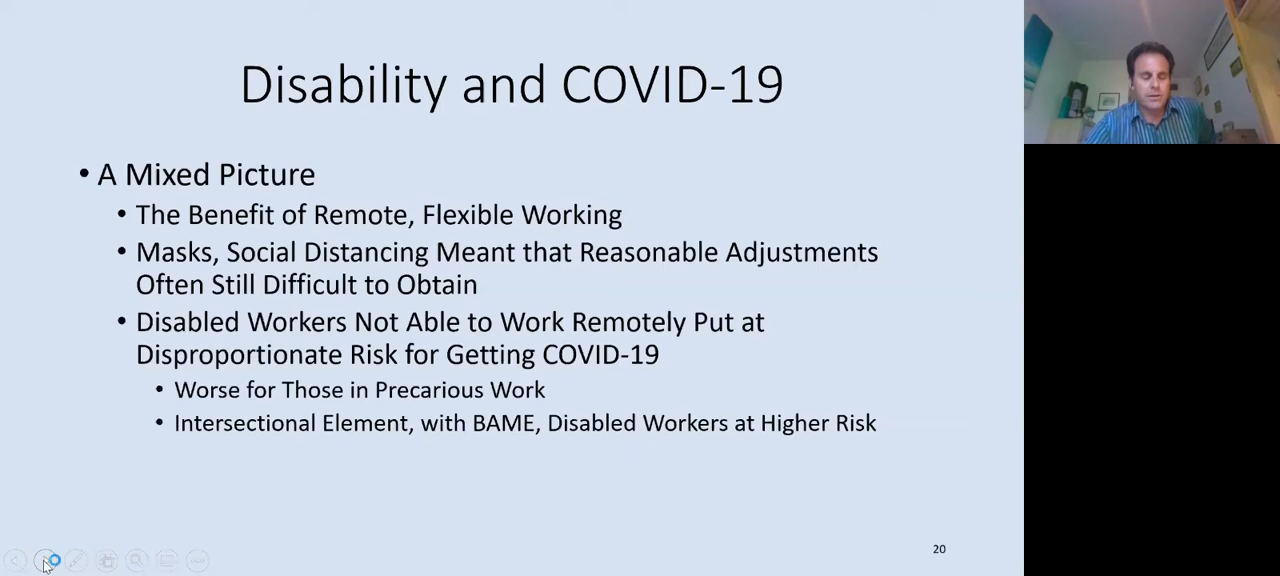 Disability and COVID-19
• A Mixed Picture
• The Benefit of Remote, Flexible Working
• Masks, Social Distancing Meant that Reasonable Adjustments
Often Still Difficult to Obtain
• Disabled Workers Not Able to Work Remotely Put at
Disproportionate Risk for Getting COVID-19
• Worse for Those in Precarious Work
• Intersectional Element, with BAME, Disabled Workers at Higher Risk
20